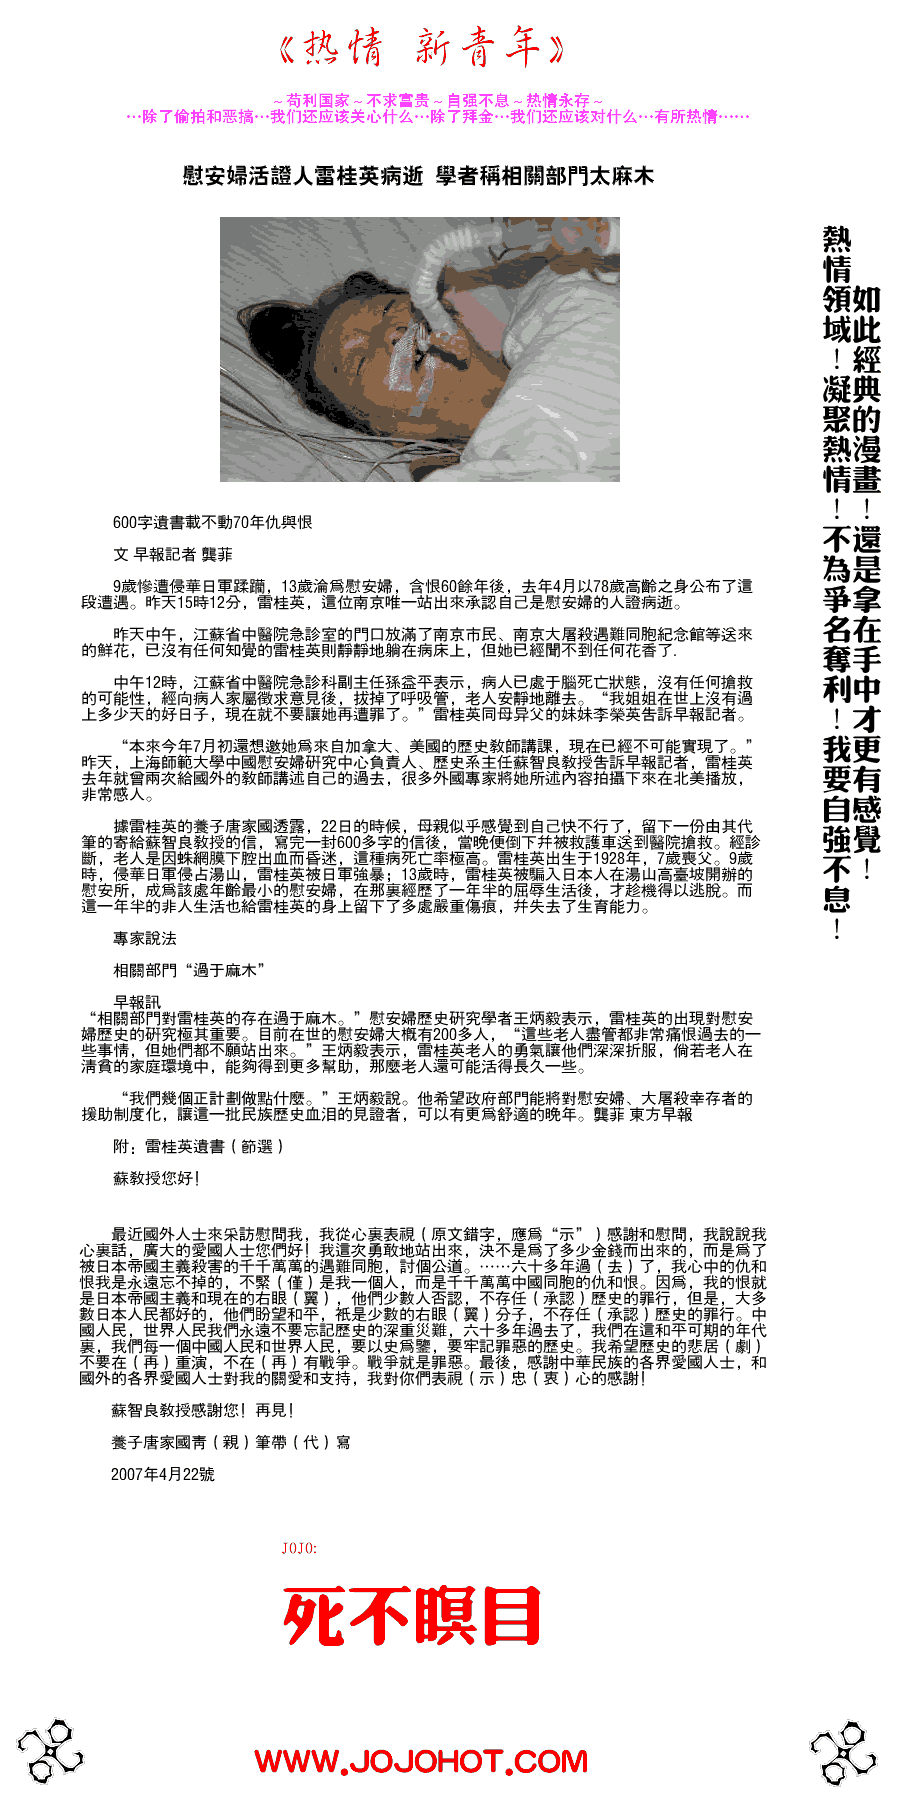 《热情 新青年》
～苟利国家～不求富贵～自强不息～热情永存～
…除了偷拍和恶搞…我们还应该关心什么…除了拜金…我们还应该对什么…有所热情……
慰安婦活證人雷桂英病逝 學者稱相關部門太麻木
如此經典的漫畫！還是拿在手中才更有感覺！
熱情領域！凝聚熱情！不為爭名奪利！我要自強不息！
600字遺書載不動70年仇與恨
文 早報記者 龔菲
9歲慘遭侵華日軍蹂躪，13歲淪爲慰安婦，含恨60餘年後，去年4月以78歲高齡之身公布了這
段遭遇。昨天15時12分，雷桂英，這位南京唯一站出來承認自己是慰安婦的人證病逝。
昨天中午，江蘇省中醫院急診室的門口放滿了南京市民、南京大屠殺遇難同胞紀念館等送來
的鮮花，已沒有任何知覺的雷桂英則靜靜地躺在病床上，但她已經聞不到任何花香了.
中午12時，江蘇省中醫院急診科副主任孫益平表示，病人已處于腦死亡狀態，沒有任何搶救
的可能性，經向病人家屬徵求意見後，拔掉了呼吸管，老人安靜地離去。“我姐姐在世上沒有過
上多少天的好日子，現在就不要讓她再遭罪了。”雷桂英同母异父的妹妹李榮英告訴早報記者。
“本來今年7月初還想邀她爲來自加拿大、美國的歷史教師講課，現在已經不可能實現了。”
昨天，上海師範大學中國慰安婦研究中心負責人、歷史系主任蘇智良教授告訴早報記者，雷桂英
去年就曾兩次給國外的教師講述自己的過去，很多外國專家將她所述內容拍攝下來在北美播放，
非常感人。
據雷桂英的養子唐家國透露，22日的時候，母親似乎感覺到自己快不行了，留下一份由其代
筆的寄給蘇智良教授的信，寫完一封600多字的信後，當晚便倒下幷被救護車送到醫院搶救。經診
斷，老人是因蛛網膜下腔出血而昏迷，這種病死亡率極高。雷桂英出生于1928年，7歲喪父。9歲
時，侵華日軍侵占湯山，雷桂英被日軍強暴；13歲時，雷桂英被騙入日本人在湯山高臺坡開辦的
慰安所，成爲該處年齡最小的慰安婦，在那裏經歷了一年半的屈辱生活後，才趁機得以逃脫。而
這一年半的非人生活也給雷桂英的身上留下了多處嚴重傷痕，幷失去了生育能力。
專家說法
相關部門“過于麻木”
早報訊
“相關部門對雷桂英的存在過于麻木。”慰安婦歷史研究學者王炳毅表示，雷桂英的出現對慰安
婦歷史的研究極其重要。目前在世的慰安婦大概有200多人，“這些老人盡管都非常痛恨過去的一
些事情，但她們都不願站出來。”王炳毅表示，雷桂英老人的勇氣讓他們深深折服，倘若老人在
清貧的家庭環境中，能夠得到更多幫助，那麼老人還可能活得長久一些。
“我們幾個正計劃做點什麼。”王炳毅說。他希望政府部門能將對慰安婦、大屠殺幸存者的
援助制度化，讓這一批民族歷史血泪的見證者，可以有更爲舒適的晚年。龔菲 東方早報
附：雷桂英遺書（節選）
蘇教授您好！
最近國外人士來采訪慰問我，我從心裏表視（原文錯字，應爲“示”）感謝和慰問，我說說我
心裏話，廣大的愛國人士您們好！我這次勇敢地站出來，決不是爲了多少金錢而出來的，而是爲了
被日本帝國主義殺害的千千萬萬的遇難同胞，討個公道。……六十多年過（去）了，我心中的仇和
恨我是永遠忘不掉的，不緊（僅）是我一個人，而是千千萬萬中國同胞的仇和恨。因爲，我的恨就
是日本帝國主義和現在的右眼（翼），他們少數人否認，不存任（承認）歷史的罪行，但是，大多
數日本人民都好的，他們盼望和平，衹是少數的右眼（翼）分子，不存任（承認）歷史的罪行。中
國人民，世界人民我們永遠不要忘記歷史的深重災難，六十多年過去了，我們在這和平可期的年代
裏，我們每一個中國人民和世界人民，要以史爲鑒，要牢記罪惡的歷史。我希望歷史的悲居（劇）
不要在（再）重演，不在（再）有戰爭。戰爭就是罪惡。最後，感謝中華民族的各界愛國人士，和
國外的各界愛國人士對我的關愛和支持，我對你們表視（示）忠（衷）心的感謝！
蘇智良教授感謝您！再見！
養子唐家國青（親）筆帶（代）寫
2007年4月22號
JOJO:
死不瞑目
WWW.JOJOHOT.COM